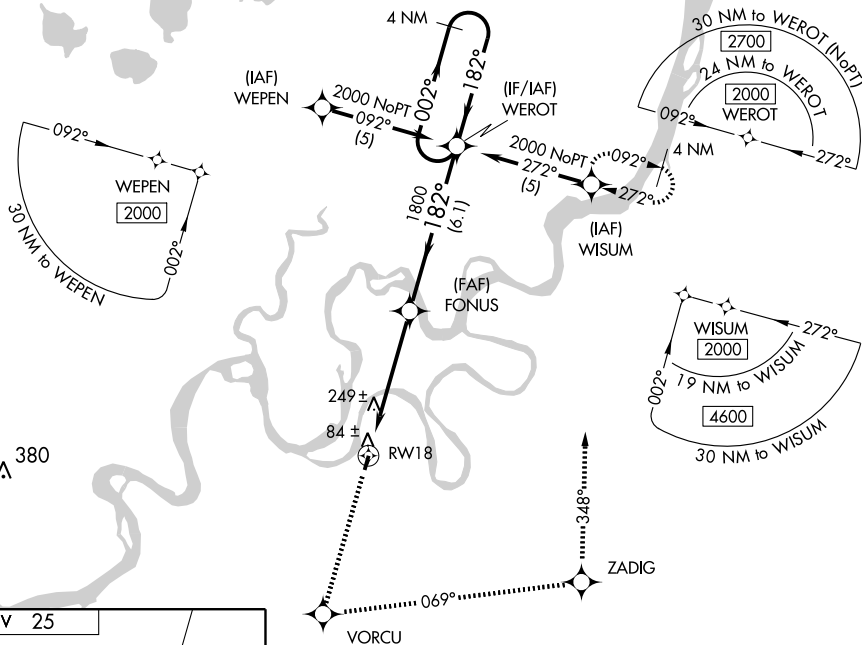 4 NM
30 NM to WEROT (NoPT)
2700
24 NM to WEROT
2000
WEROT
092°
272°
(IAF)
WEPEN
2000 NoPT
092°
(5)
002°
182°
(IF/IAF)
WEROT
2000 NoPT
272°
(5)
092°
4 NM
272°
(IAF)
WISUM
092°
WEPEN
2000
002°
30 NM to WEPEN
1800
182°
(6.1)
(FAF)
FONUS
WISUM
2000
272°
002°
19 NM to WISUM
4600
30 NM to WISUM
249 ±
84 ±
RW18
380
348°
ZADIG
069°
VORCU
V 25